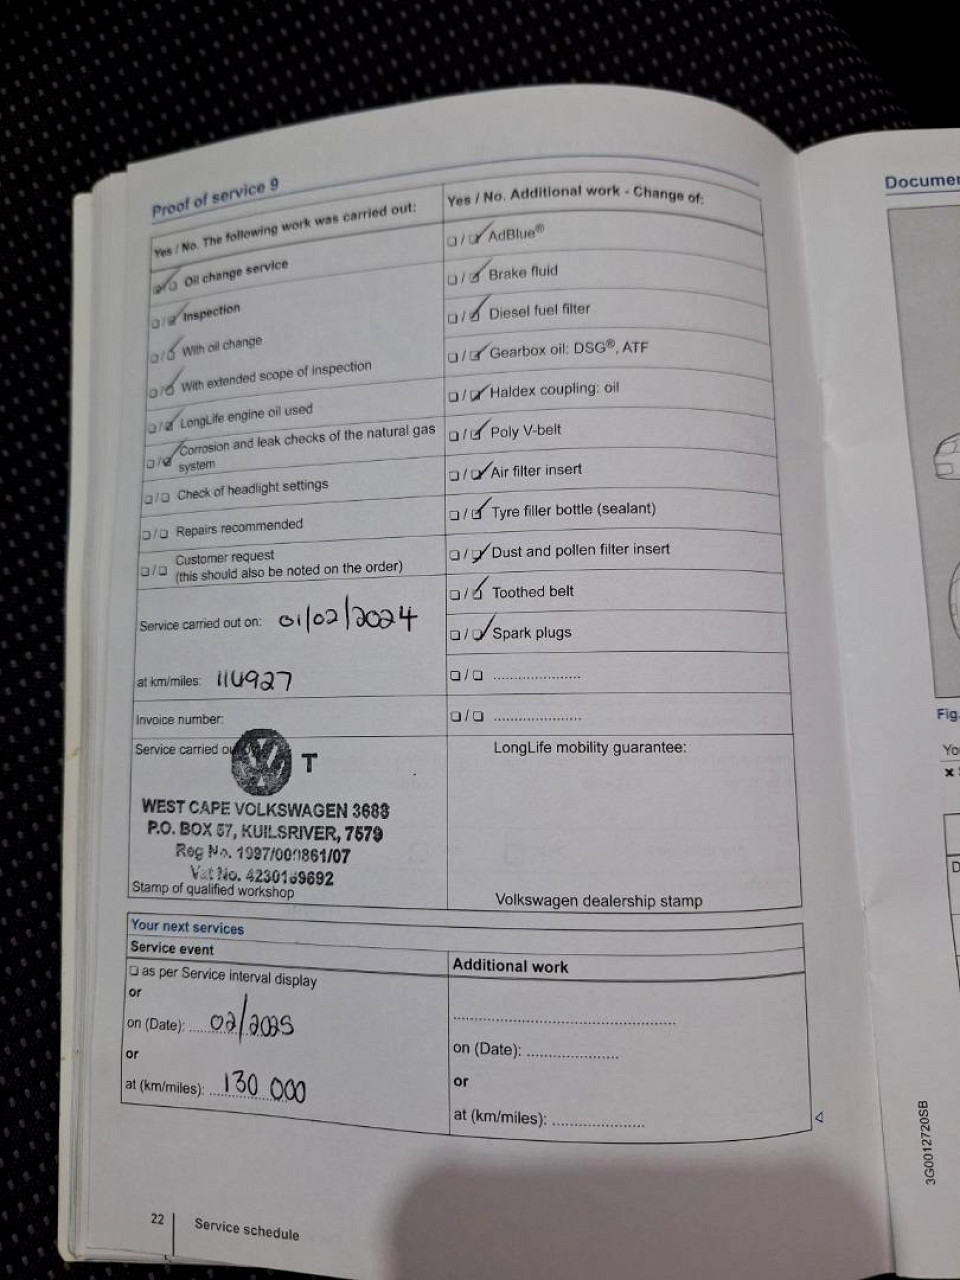 Proof of service 9
Yes / No. The following work was carried out:
☑/☐ Oil change service
☐/☑ Inspection
☐/☑ With oil change
☐/☑ With extended scope of inspection
☐/☑ LongLife engine oil used
☐/☑ Corrosion and leak checks of the natural gas
system
☐/☐ Check of headlight settings
☐/☐ Repairs recommended
☐/☐ Customer request
(this should also be noted on the order)
Service carried out on: 01/02/2024
at km/miles: 114927
Invoice number:
Service carried
T
WEST CAPE VOLKSWAGEN 3688
P.O. BOX 57, KUILSRIVER, 7579
Reg No. 1997/000861/07
Vat No. 4230169692
Stamp of qualified workshop
Yes / No. Additional work - Change of:
☐/☑ AdBlue®
☐/☑ Brake fluid
☐/☑ Diesel fuel filter
☐/☑ Gearbox oil: DSG®, ATF
☐/☑ Haldex coupling: oil
☐/☑ Poly V-belt
☐/☑ Air filter insert
☐/☑ Tyre filler bottle (sealant)
☐/☑ Dust and pollen filter insert
☐/☑ Toothed belt
☐/☑ Spark plugs
☐/☐ ......................
☐/☐ ......................
LongLife mobility guarantee:
Volkswagen dealership stamp
Your next services
Service event
☐ as per Service interval display
or
on (Date): 02/2025
or
at (km/miles): 130 000
Additional work
......................
on (Date): ......................
or
at (km/miles): ......................
22
Service schedule
Documen
Fig.
Yo
x
D
3G0012720SB